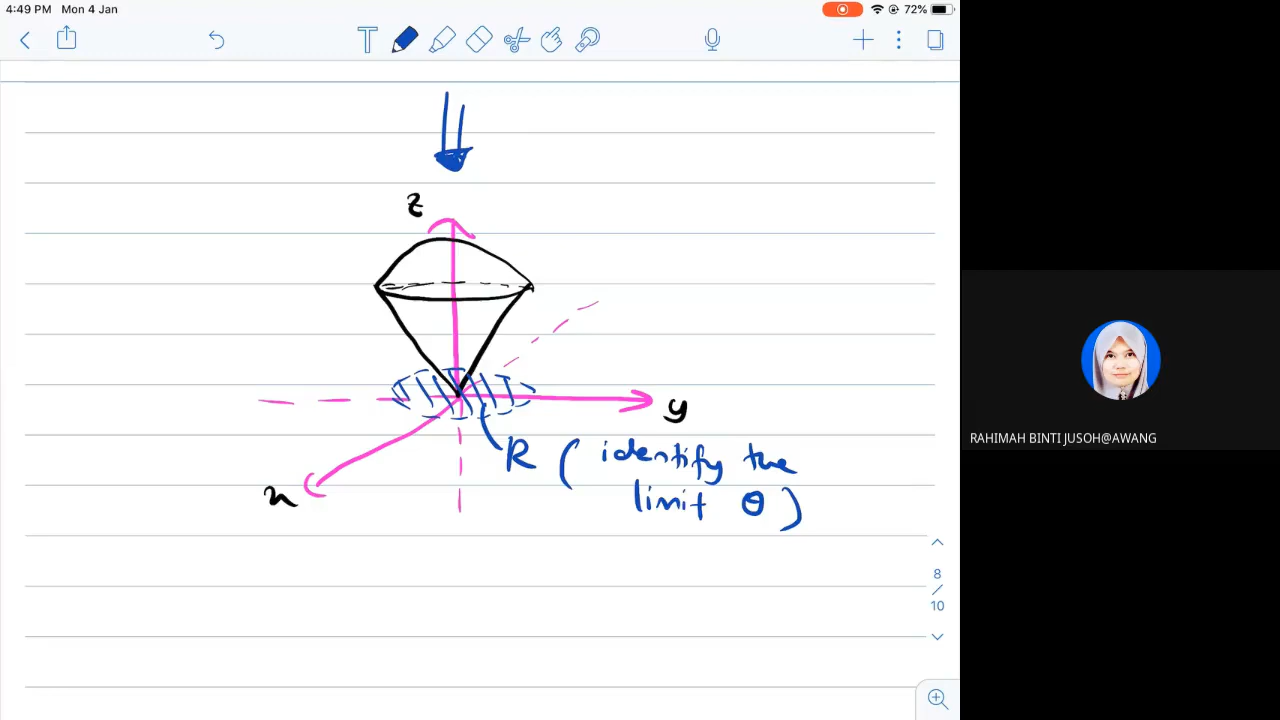 4:49 PM Mon 4 Jan
72%
T
z
y
R ( identify the
limit θ )
x
8
/
10
RAHIMAH BINTI JUSOH@AWANG